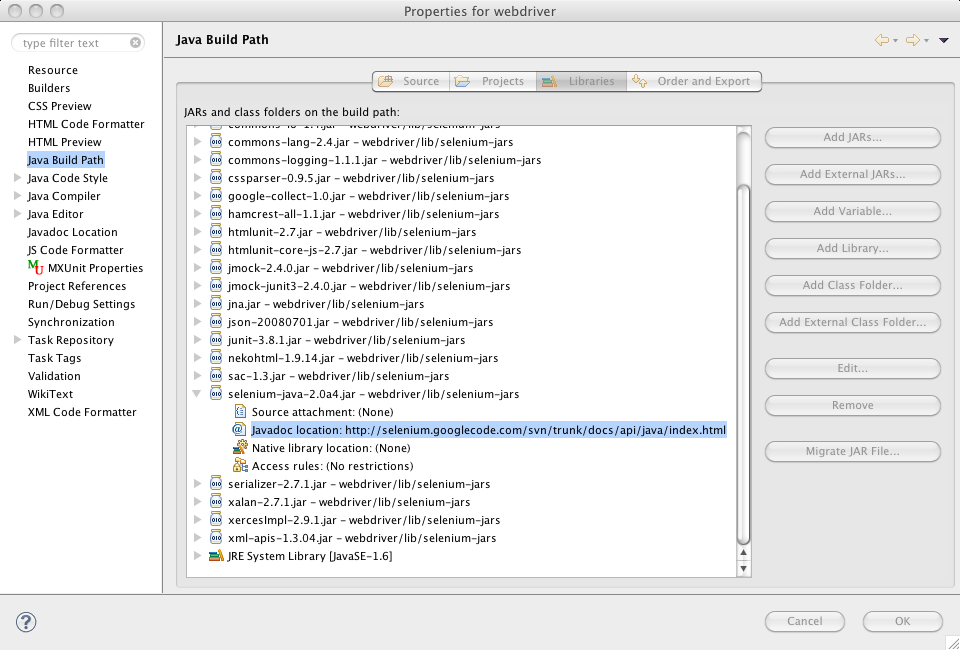 Properties for webdriver
type filter text
Java Build Path
Resource
Builders
CSS Preview
HTML Code Formatter
HTML Preview
Java Build Path
Java Code Style
Java Compiler
Java Editor
Javadoc Location
JS Code Formatter
MU MXUnit Properties
Project References
Run/Debug Settings
Synchronization
Task Repository
Task Tags
Validation
WikiText
XML Code Formatter
Source
Projects
Libraries
Order and Export
JARs and class folders on the build path:
commons-lang-2.4.jar - webdriver/lib/selenium-jars
commons-logging-1.1.1.jar - webdriver/lib/selenium-jars
cssparser-0.9.5.jar - webdriver/lib/selenium-jars
google-collect-1.0.jar - webdriver/lib/selenium-jars
hamcrest-all-1.1.jar - webdriver/lib/selenium-jars
htmlunit-2.7.jar - webdriver/lib/selenium-jars
htmlunit-core-js-2.7.jar - webdriver/lib/selenium-jars
jmock-2.4.0.jar - webdriver/lib/selenium-jars
jmock-junit3-2.4.0.jar - webdriver/lib/selenium-jars
jna.jar - webdriver/lib/selenium-jars
json-20080701.jar - webdriver/lib/selenium-jars
junit-3.8.1.jar - webdriver/lib/selenium-jars
nekohtml-1.9.14.jar - webdriver/lib/selenium-jars
sac-1.3.jar - webdriver/lib/selenium-jars
selenium-java-2.0a4.jar - webdriver/lib/selenium-jars
Source attachment: (None)
Javadoc location: http://selenium.googlecode.com/svn/trunk/docs/api/java/index.html
Native library location: (None)
Access rules: (No restrictions)
serializer-2.7.1.jar - webdriver/lib/selenium-jars
xalan-2.7.1.jar - webdriver/lib/selenium-jars
xercesImpl-2.9.1.jar - webdriver/lib/selenium-jars
xml-apis-1.3.04.jar - webdriver/lib/selenium-jars
JRE System Library [JavaSE-1.6]
Add JARs...
Add External JARs...
Add Variable...
Add Library...
Add Class Folder...
Add External Class Folder...
Edit...
Remove
Migrate JAR File...
?
Cancel
OK